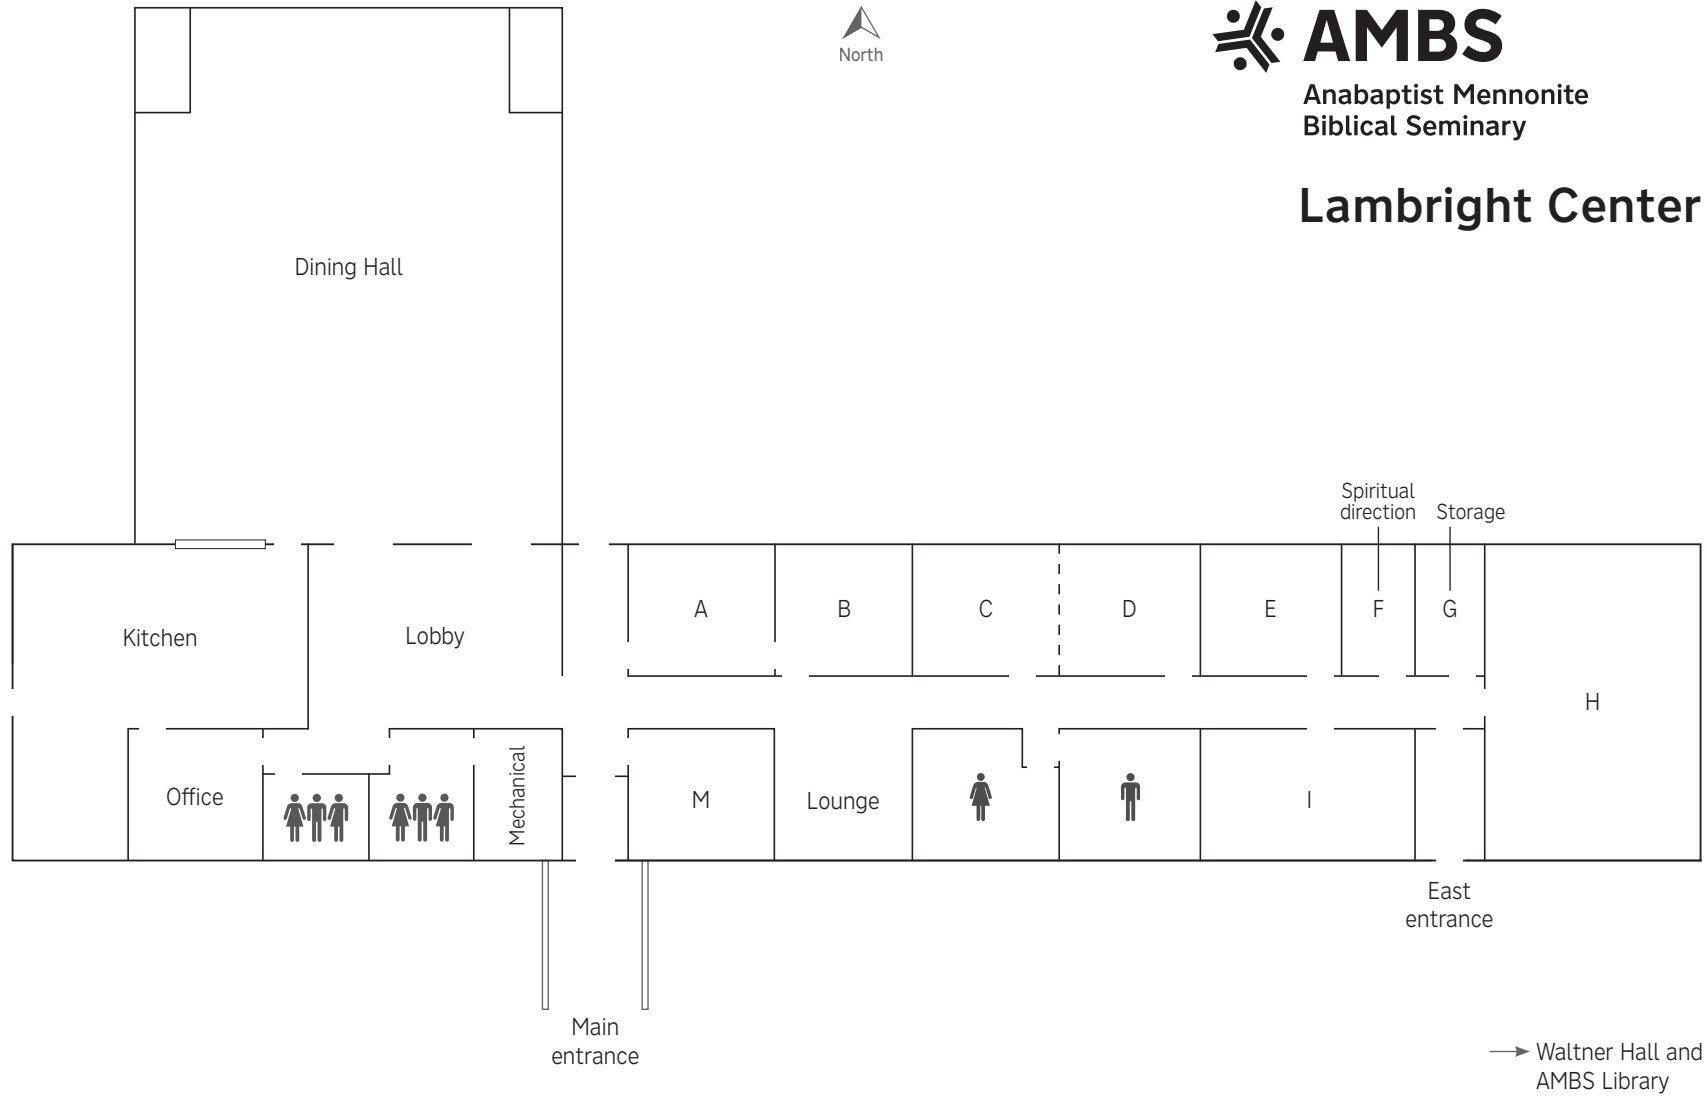 North
AMBS
Anabaptist Mennonite
Biblical Seminary
Lambright Center
Dining Hall
Spiritual
direction
Storage
Kitchen
Lobby
A
B
C
D
E
F
G
H
Office
Mechanical
M
Lounge
I
East
entrance
Main
entrance
Waltner Hall and
AMBS Library